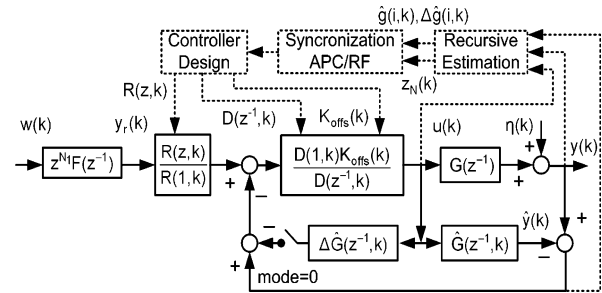 ĝ(i,k),Δĝ(i,k)
Controller
Design
Syncronization
APC/RF
Recursive
Estimation
z_N(k)
R(z,k)
D(z⁻¹,k)
K_offs(k)
w(k)
y_r(k)
u(k)
η(k)
y(k)
z^N₁F(z⁻¹)
R(z,k)
R(1,k)
+
−
D(1,k)K_offs(k)
D(z⁻¹,k)
G(z⁻¹)
+
+
−
+
mode=0
ΔĜ(z⁻¹,k)
Ĝ(z⁻¹,k)
ŷ(k)
−
+